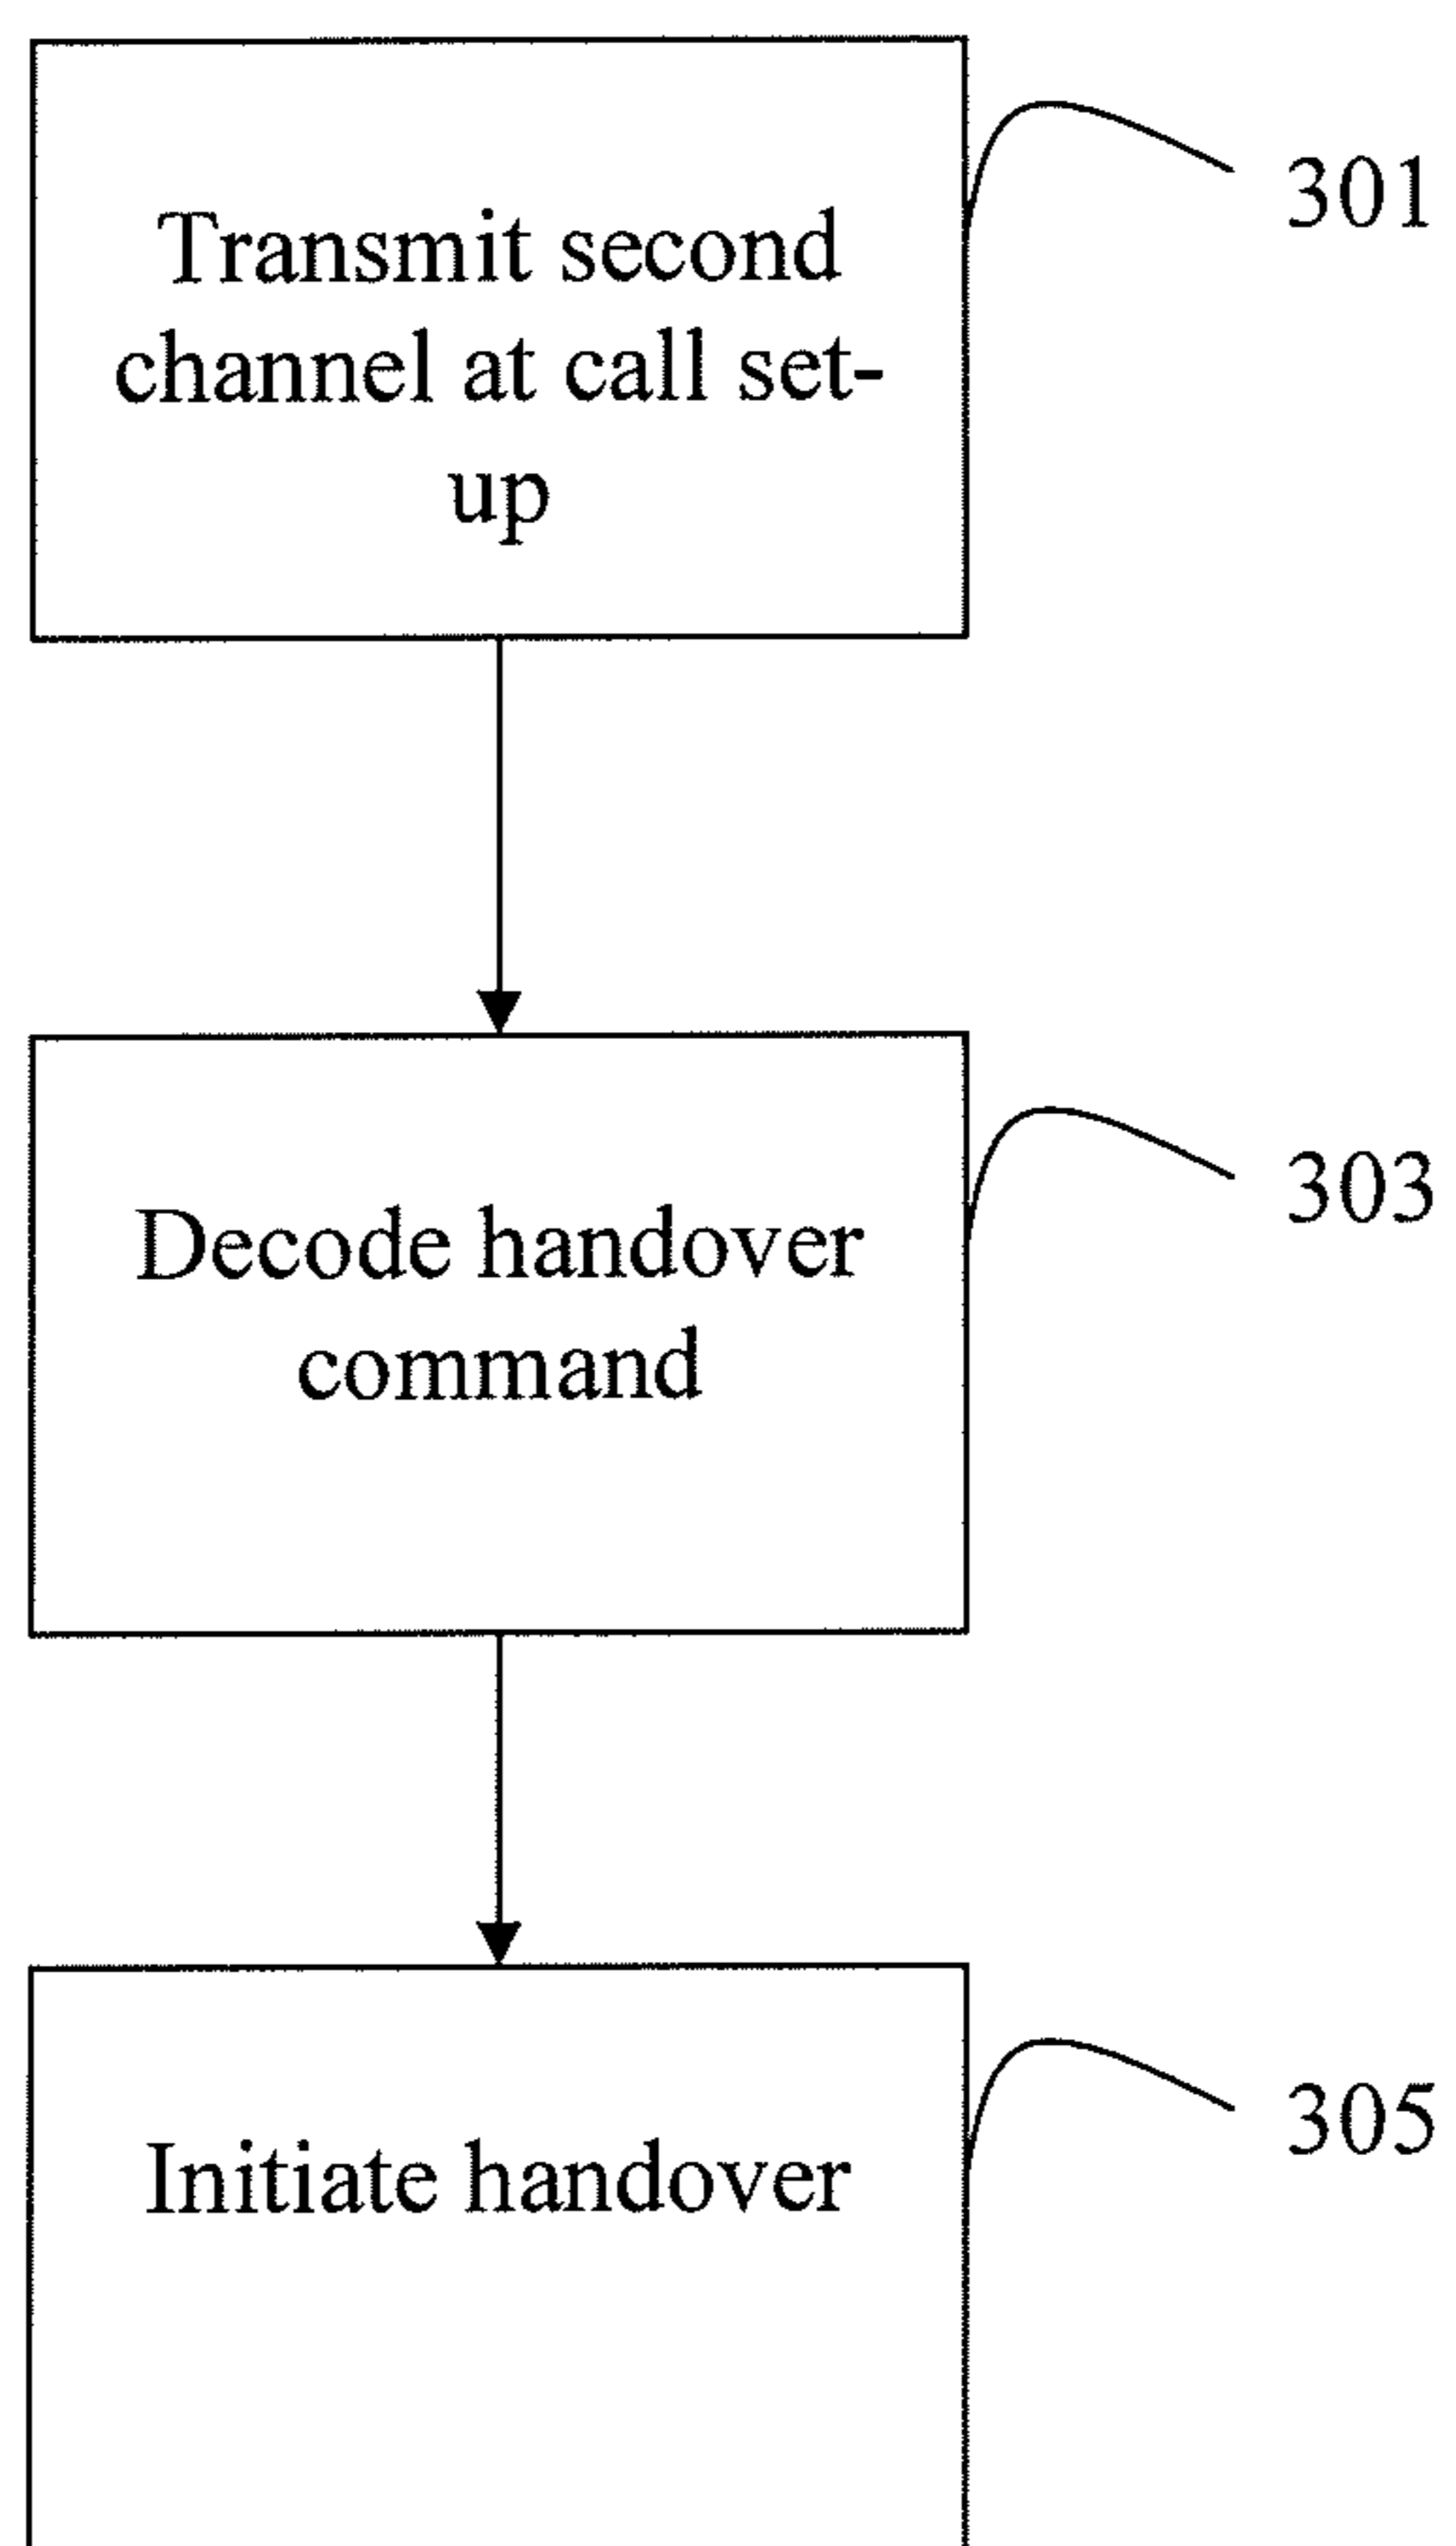 Transmit second
channel at call set-
up
301
Decode handover
command
303
Initiate handover
305